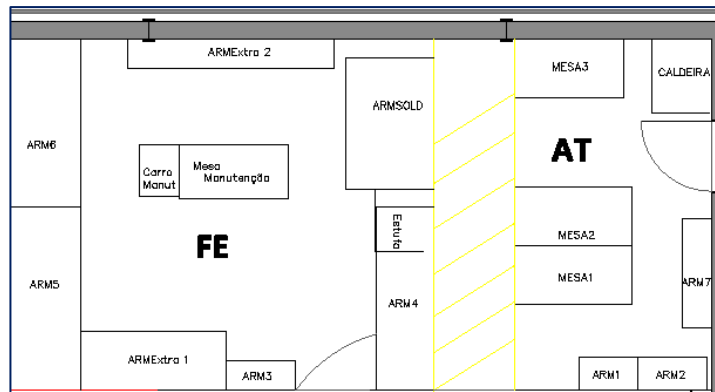 ARMExtra 2
MESA3
CALDEIRA
ARMSOLD
ARM6
Carro
Manut
Mesa
Manutenção
AT
Estufa
FE
MESA2
MESA1
ARM7
ARM5
ARM4
ARMExtra 1
ARM3
ARM1
ARM2